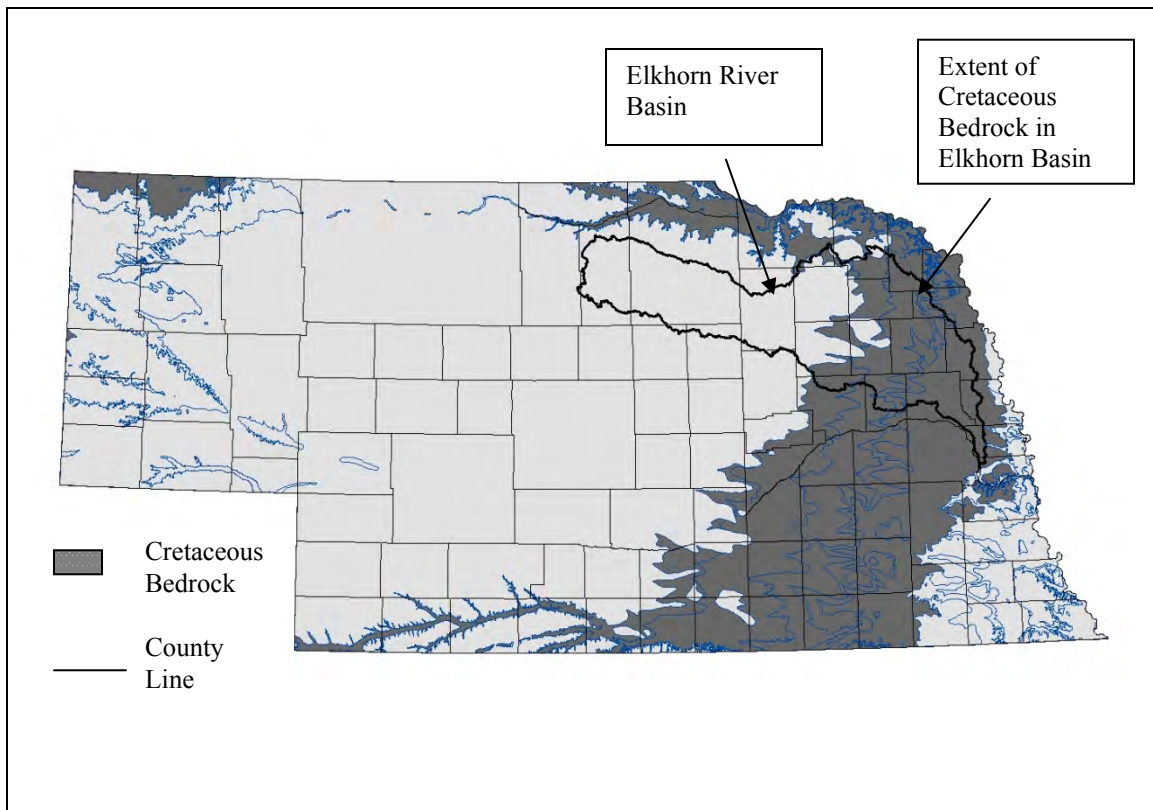 Elkhorn River
Basin
Extent of
Cretaceous
Bedrock in
Elkhorn Basin
Cretaceous
Bedrock
County
Line